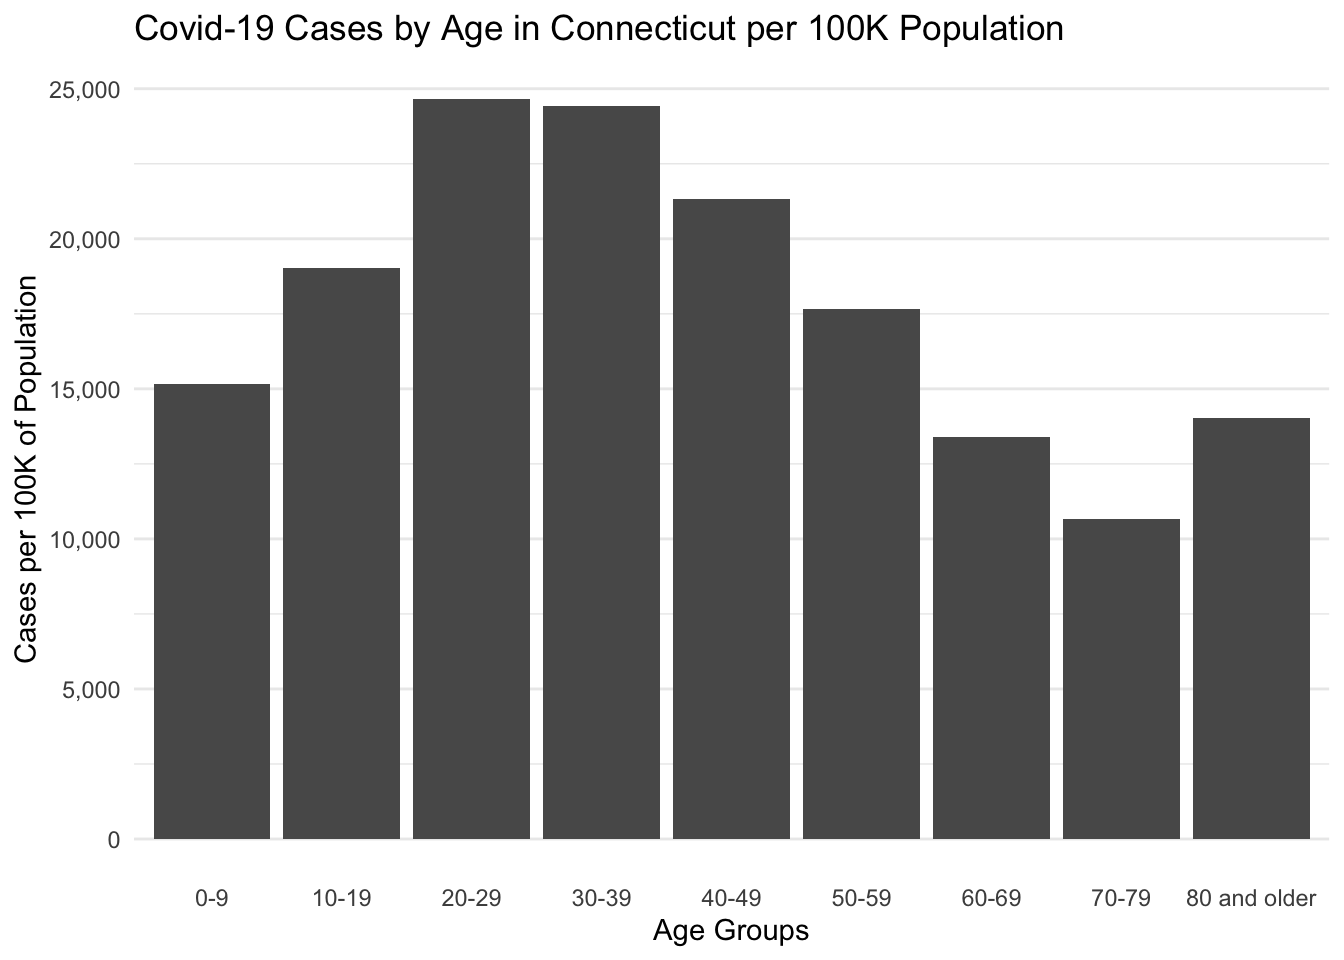 Covid-19 Cases by Age in Connecticut per 100K Population
Cases per 100K of Population
25,000
20,000
15,000
10,000
5,000
0
0-9 10-19 20-29 30-39 40-49 50-59 60-69 70-79 80 and older
Age Groups